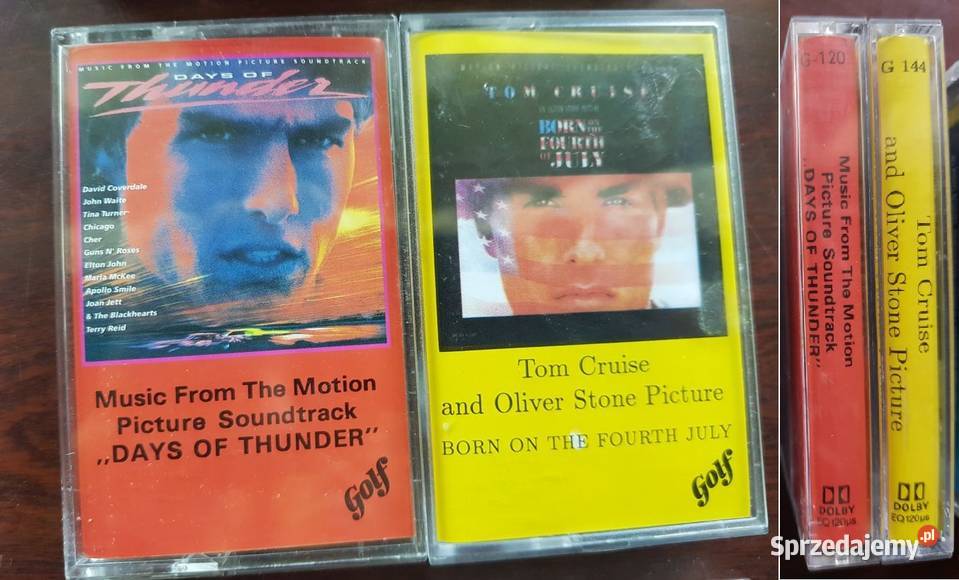 MUSIC FROM THE MOTION PICTURE SOUNDTRACK
DAYS OF
Thunder
David Coverdale
John Waite
Tina Turner
Chicago
Cher
Guns N' Roses
Elton John
Maria McKee
Apollo Smile
Joan Jett
& The Blackhearts
Terry Reid
Music From The Motion
Picture Soundtrack
,,DAYS OF THUNDER"
Golf
TOM CRUISE
BORN ON THE
FOURTH
OF JULY
Tom Cruise
and Oliver Stone Picture
BORN ON THE FOURTH JULY
Golf
G-120
Music From The Motion
Picture Soundtrack
,,DAYS OF THUNDER"
DOLBY
EQ120µs
G 144
Tom Cruise
and Oliver Stone Picture
DOLBY
EQ120µs
Sprzedajemy.pl